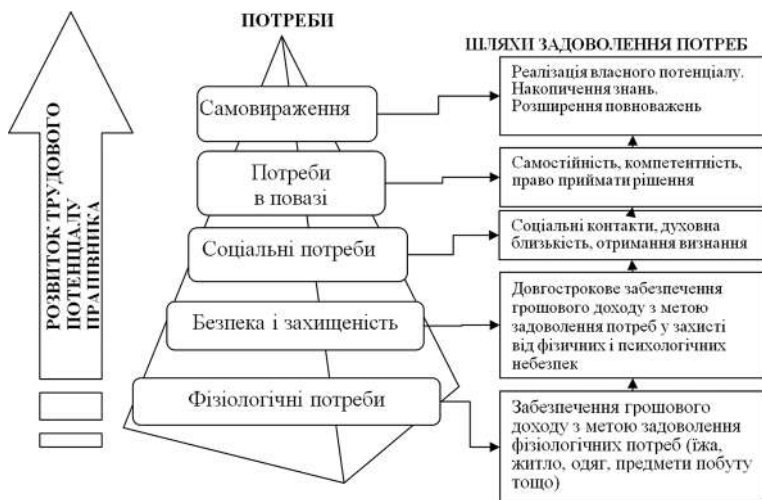 ПОТРЕБИ
ШЛЯХИ ЗАДОВОЛЕННЯ ПОТРЕБ
РОЗВИТОК ТРУДОВОГО
ПОТЕНЦІАЛУ
ПРАЦІВНИКА
Самовираження
Реалізація власного потенціалу.
Накопичення знань.
Розширення повноважень
Потреби
в повазі
Самостійність, компетентність,
право приймати рішення
Соціальні потреби
Соціальні контакти, духовна
близькість, отримання визнання
Безпека і захищеність
Довгострокове забезпечення
грошового доходу з метою
задоволення потреб у захисті
від фізичних і психологічних
небезпек
Фізіологічні потреби
Забезпечення грошового
доходу з метою задоволення
фізіологічних потреб (їжа,
житло, одяг, предмети побуту
тощо)